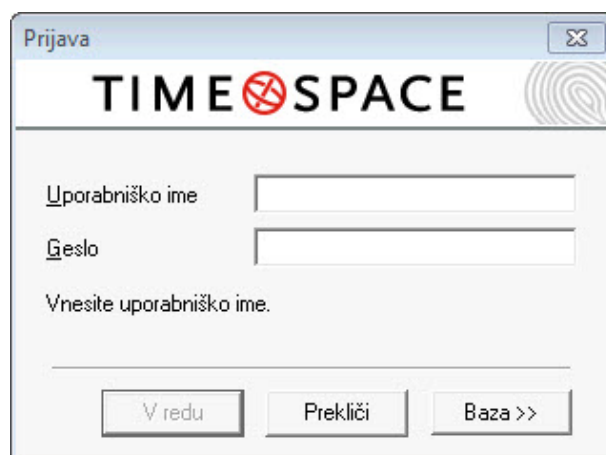 Prijava
TIME SPACE
Uporabniško ime
Geslo
Vnesite uporabniško ime.
V redu Prekliči Baza >>